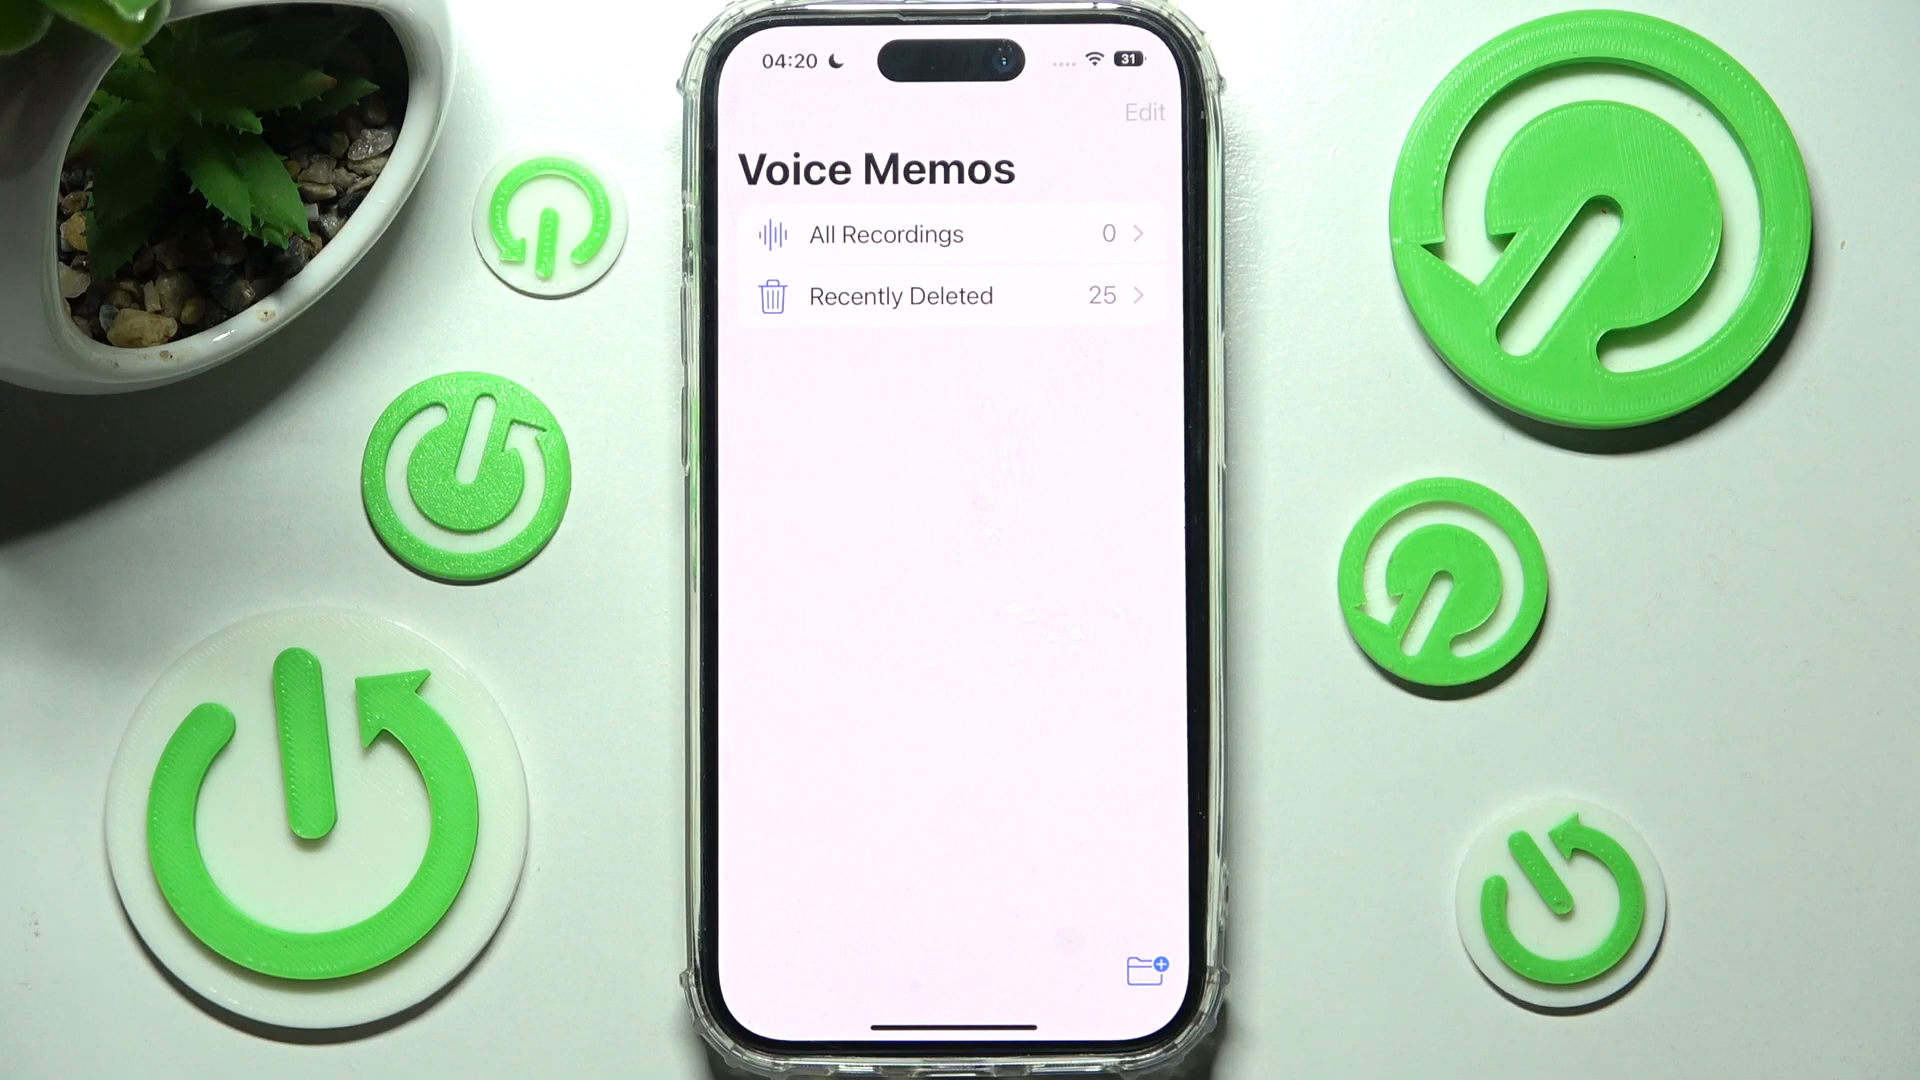 04:20
31
Edit
Voice Memos
All Recordings 0
Recently Deleted 25